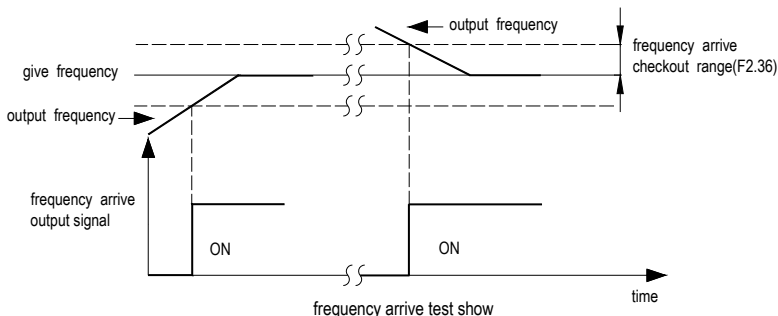 output frequency
frequency arrive
checkout range(F2.36)
give frequency
output frequency
frequency arrive
output signal
ON
ON
time
frequency arrive test show